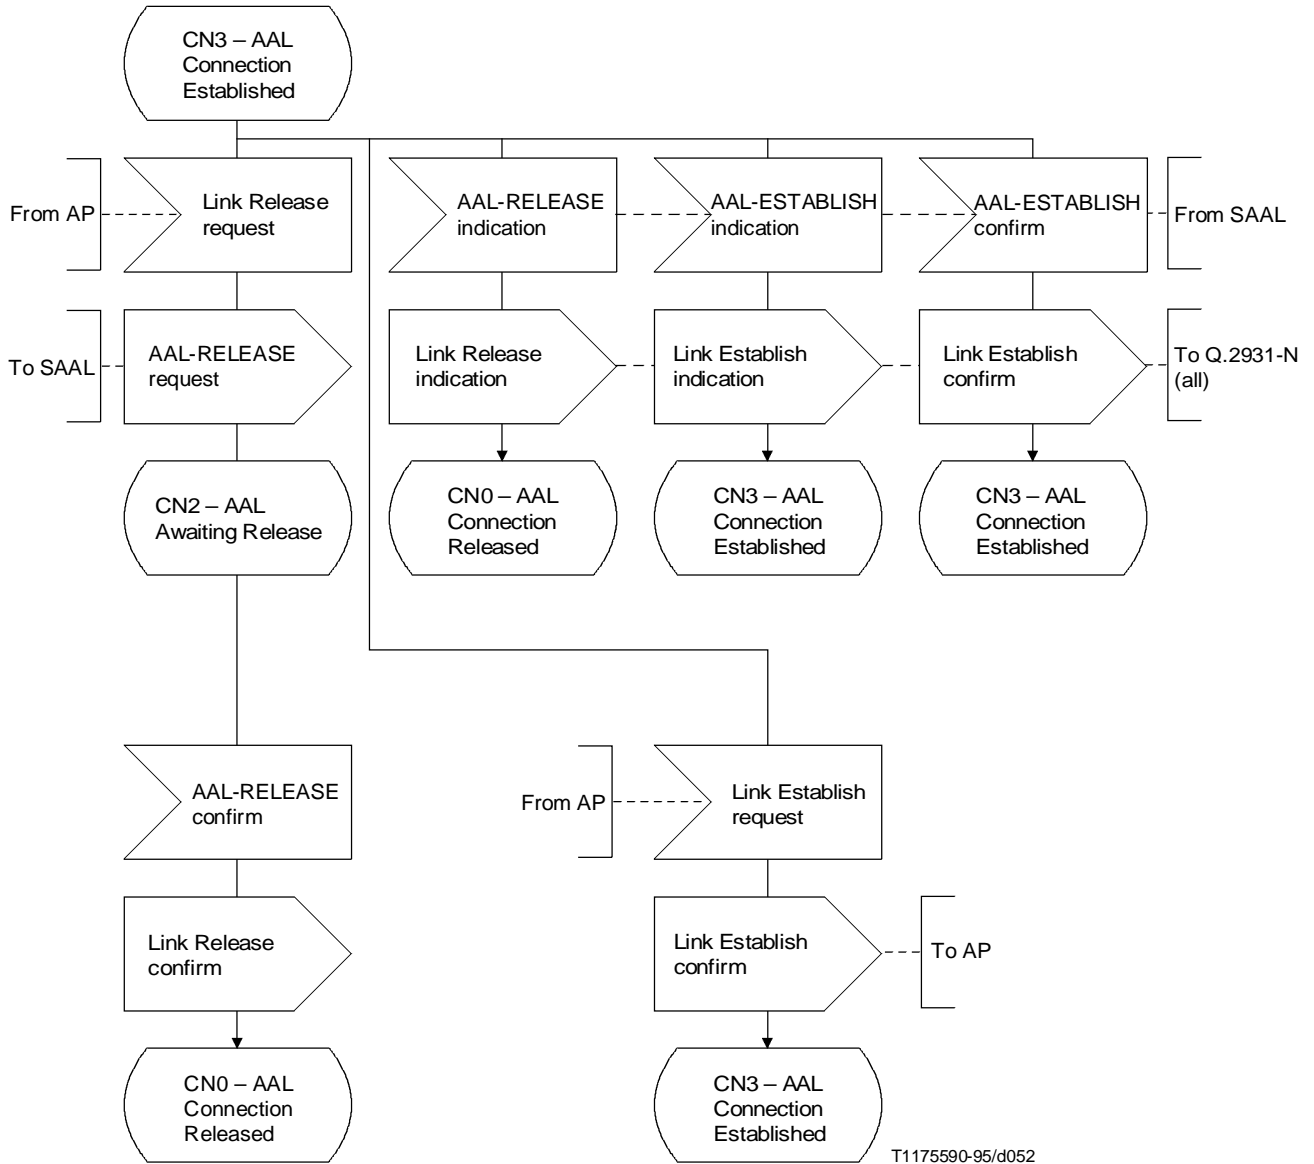 CN3 – AAL
Connection
Established
From AP
Link Release
request
AAL-RELEASE
indication
AAL-ESTABLISH
indication
AAL-ESTABLISH
confirm
From SAAL
To SAAL
AAL-RELEASE
request
Link Release
indication
Link Establish
indication
Link Establish
confirm
To Q.2931-N
(all)
CN2 – AAL
Awaiting Release
CN0 – AAL
Connection
Released
CN3 – AAL
Connection
Established
CN3 – AAL
Connection
Established
AAL-RELEASE
confirm
From AP
Link Establish
request
Link Release
confirm
Link Establish
confirm
To AP
CN0 – AAL
Connection
Released
CN3 – AAL
Connection
Established
T1175590-95/d052